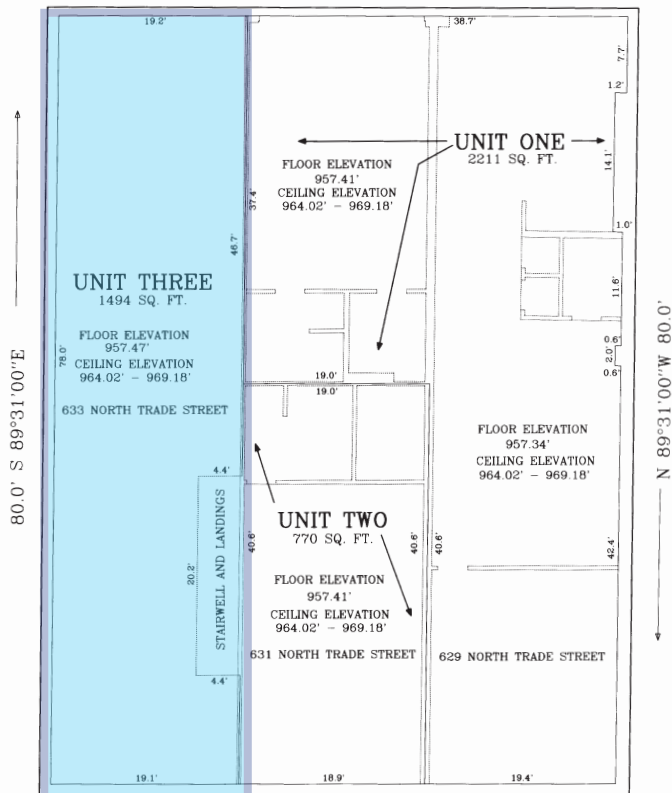 19.2'
38.7'
7.7'
1.2'
UNIT ONE
2211 SQ. FT.
14.1'
FLOOR ELEVATION
957.41'
CEILING ELEVATION
964.02' - 969.18'
37.4'
1.0'
46.7'
UNIT THREE
1494 SQ. FT.
11.6'
FLOOR ELEVATION
957.47'
CEILING ELEVATION
964.02' - 969.18'
78.0'
0.6'
2.0'
0.6'
633 NORTH TRADE STREET
19.0'
19.0'
80.0' S 89°31'00"E
N 89°31'00"W 80.0'
FLOOR ELEVATION
957.34'
CEILING ELEVATION
964.02' - 969.18'
4.4'
STAIRWELL AND LANDINGS
20.2'
4.4'
UNIT TWO
770 SQ. FT.
40.6'
40.6'
40.6'
42.4'
FLOOR ELEVATION
957.41'
CEILING ELEVATION
964.02' - 969.18'
631 NORTH TRADE STREET
629 NORTH TRADE STREET
19.1'
18.9'
19.4'